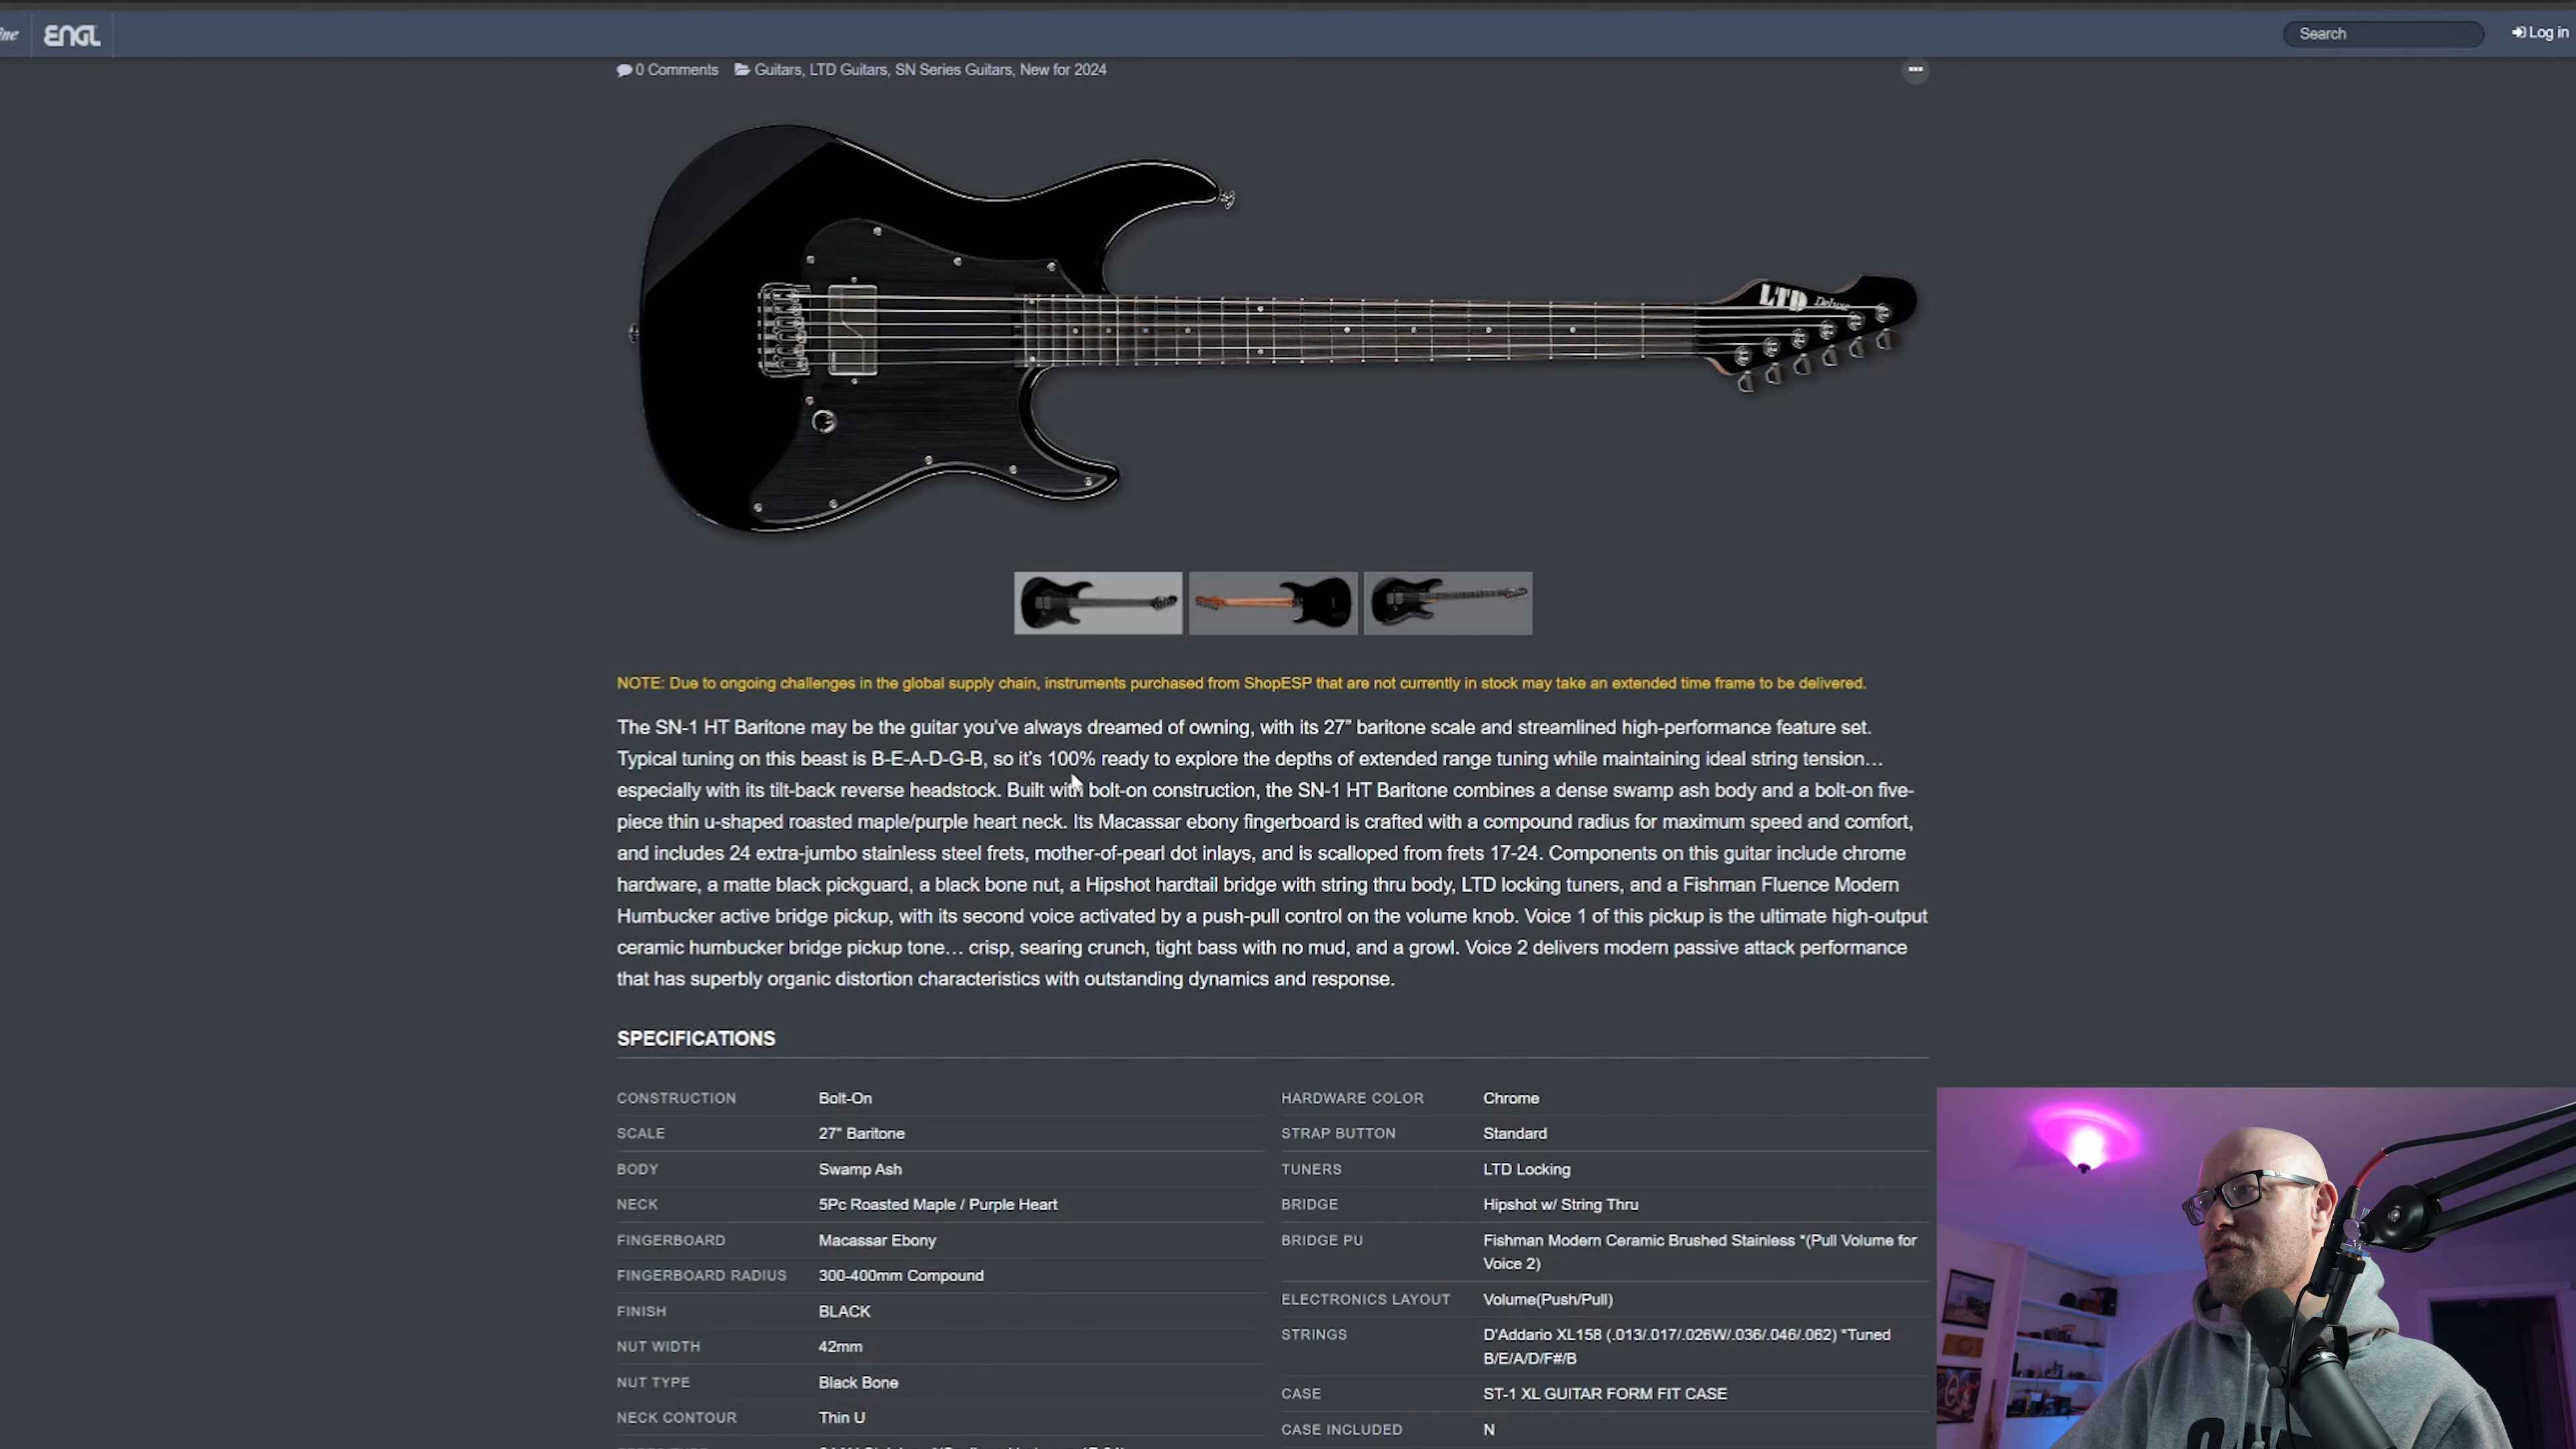 ine ENGL Search Log in
0 Comments Guitars, LTD Guitars, SN Series Guitars, New for 2024
LTD Deluxe
NOTE: Due to ongoing challenges in the global supply chain, instruments purchased from ShopESP that are not currently in stock may take an extended time frame to be delivered.
The SN-1 HT Baritone may be the guitar you've always dreamed of owning, with its 27” baritone scale and streamlined high-performance feature set.
Typical tuning on this beast is B-E-A-D-G-B, so it's 100% ready to explore the depths of extended range tuning while maintaining ideal string tension…
especially with its tilt-back reverse headstock. Built with bolt-on construction, the SN-1 HT Baritone combines a dense swamp ash body and a bolt-on five-
piece thin u-shaped roasted maple/purple heart neck. Its Macassar ebony fingerboard is crafted with a compound radius for maximum speed and comfort,
and includes 24 extra-jumbo stainless steel frets, mother-of-pearl dot inlays, and is scalloped from frets 17-24. Components on this guitar include chrome
hardware, a matte black pickguard, a black bone nut, a Hipshot hardtail bridge with string thru body, LTD locking tuners, and a Fishman Fluence Modern
Humbucker active bridge pickup, with its second voice activated by a push-pull control on the volume knob. Voice 1 of this pickup is the ultimate high-output
ceramic humbucker bridge pickup tone… crisp, searing crunch, tight bass with no mud, and a growl. Voice 2 delivers modern passive attack performance
that has superbly organic distortion characteristics with outstanding dynamics and response.
SPECIFICATIONS
CONSTRUCTION Bolt-On
SCALE 27" Baritone
BODY Swamp Ash
NECK 5Pc Roasted Maple / Purple Heart
FINGERBOARD Macassar Ebony
FINGERBOARD RADIUS 300-400mm Compound
FINISH BLACK
NUT WIDTH 42mm
NUT TYPE Black Bone
NECK CONTOUR Thin U
HARDWARE COLOR Chrome
STRAP BUTTON Standard
TUNERS LTD Locking
BRIDGE Hipshot w/ String Thru
BRIDGE PU Fishman Modern Ceramic Brushed Stainless *(Pull Volume for
Voice 2)
ELECTRONICS LAYOUT Volume(Push/Pull)
STRINGS D'Addario XL158 (.013/.017/.026W/.036/.046/.062) *Tuned
B/E/A/D/F#/B
CASE ST-1 XL GUITAR FORM FIT CASE
CASE INCLUDED N